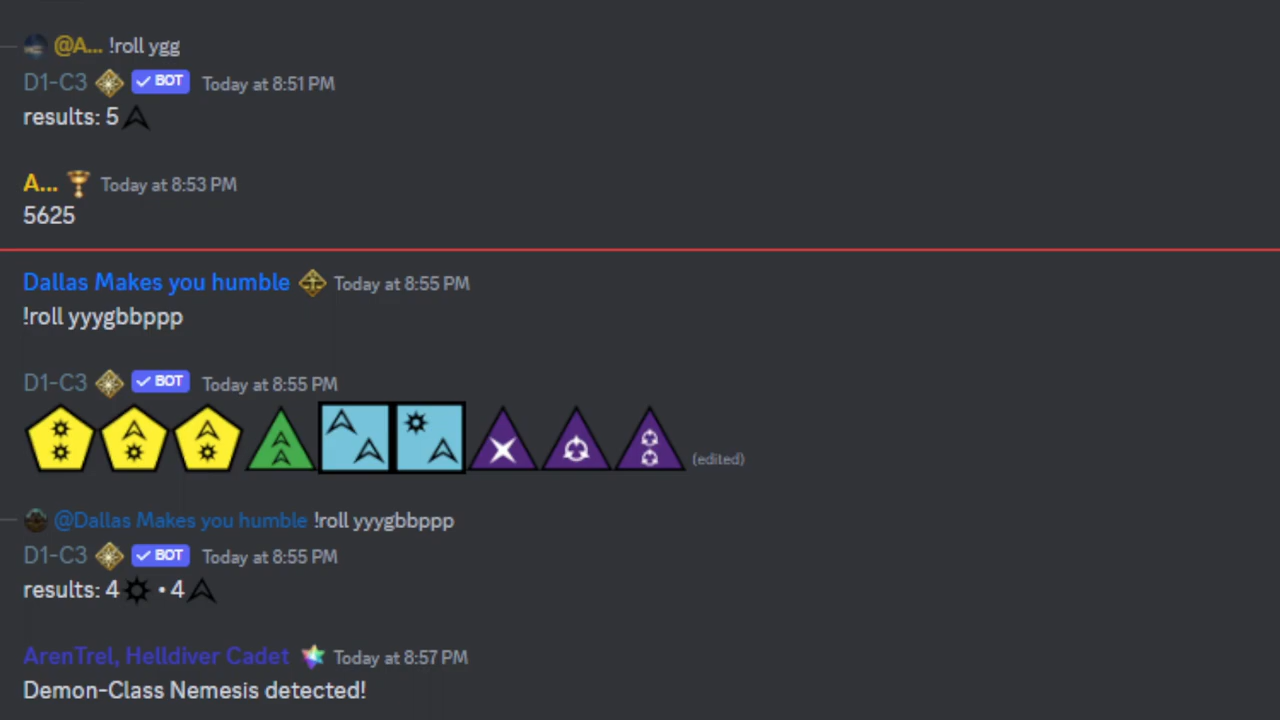 @A... !roll ygg
D1-C3 BOT Today at 8:51 PM
results: 5
A... Today at 8:53 PM
5625
Dallas Makes you humble Today at 8:55 PM
!roll yyygbbppp
D1-C3 BOT Today at 8:55 PM
(edited)
@Dallas Makes you humble !roll yyygbbppp
D1-C3 BOT Today at 8:55 PM
results: 4 • 4
ArenTrel, Helldiver Cadet Today at 8:57 PM
Demon-Class Nemesis detected!